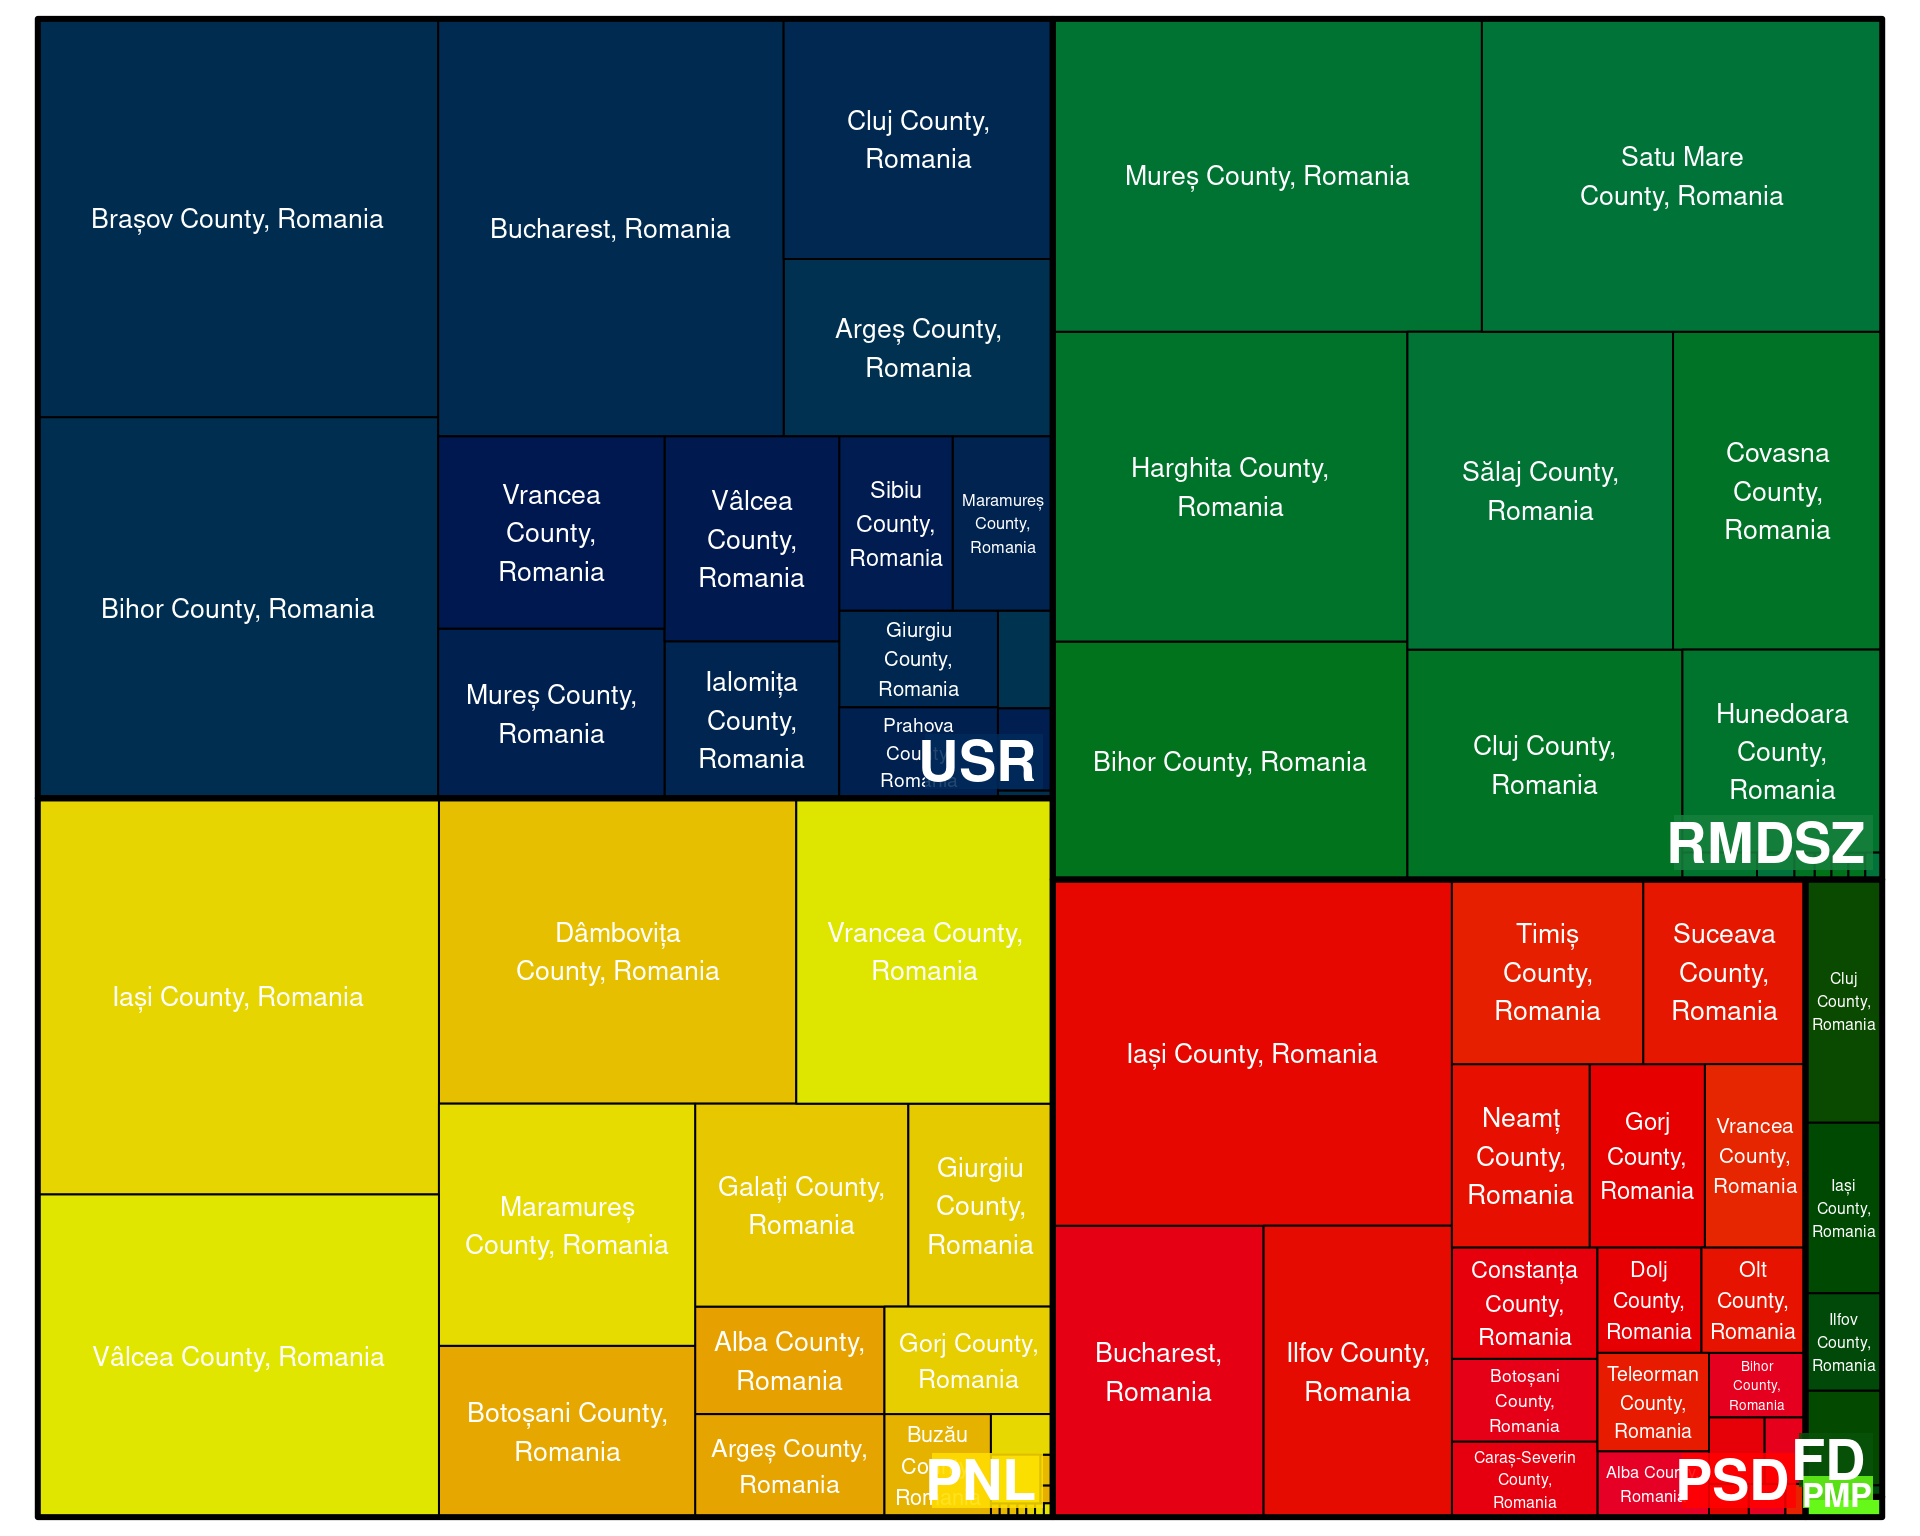 Brașov County, Romania
Bucharest, Romania
Cluj County,
Romania
Argeș County,
Romania
Bihor County, Romania
Vrancea
County,
Romania
Vâlcea
County,
Romania
Sibiu
County,
Romania
Maramureș
County,
Romania
Mureș County,
Romania
Ialomița
County,
Romania
Giurgiu
County,
Romania
Prahova
County,
Romania
USR
Mureș County, Romania
Satu Mare
County, Romania
Harghita County,
Romania
Sălaj County,
Romania
Covasna
County,
Romania
Bihor County, Romania
Cluj County,
Romania
Hunedoara
County,
Romania
RMDSZ
Iași County, Romania
Dâmbovița
County, Romania
Vrancea County,
Romania
Vâlcea County, Romania
Maramureș
County, Romania
Galați County,
Romania
Giurgiu
County,
Romania
Botoșani County,
Romania
Alba County,
Romania
Gorj County,
Romania
Argeș County,
Romania
Buzău
County,
Romania
PNL
Iași County, Romania
Timiș
County,
Romania
Suceava
County,
Romania
Neamț
County,
Romania
Gorj
County,
Romania
Vrancea
County,
Romania
Bucharest,
Romania
Ilfov County,
Romania
Constanța
County,
Romania
Dolj
County,
Romania
Olt
County,
Romania
Botoșani
County,
Romania
Teleorman
County,
Romania
Bihor
County,
Romania
Caraș-Severin
County,
Romania
Alba County,
Romania
PSD
Cluj
County,
Romania
Iași
County,
Romania
Ilfov
County,
Romania
FD
PMP